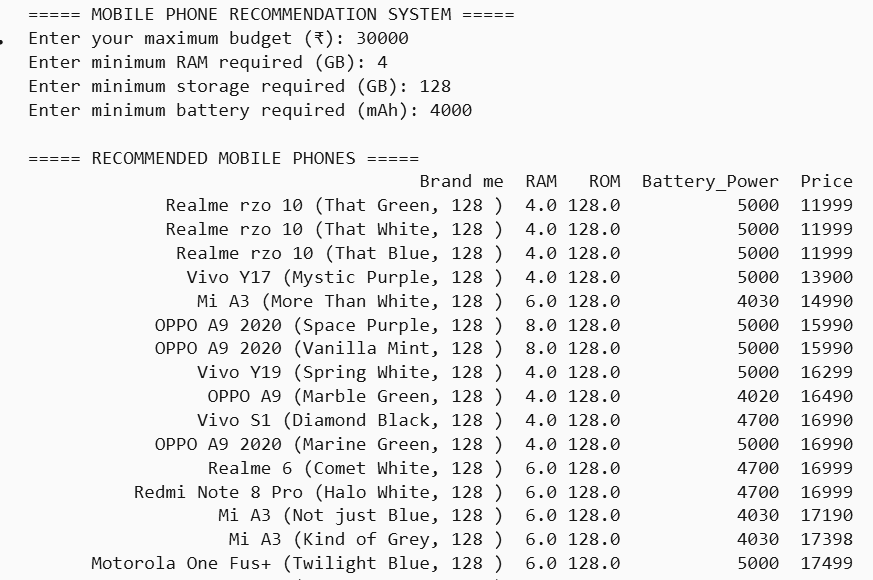 ===== MOBILE PHONE RECOMMENDATION SYSTEM =====
Enter your maximum budget (₹): 30000
Enter minimum RAM required (GB): 4
Enter minimum storage required (GB): 128
Enter minimum battery required (mAh): 4000
===== RECOMMENDED MOBILE PHONES =====
Brand me RAM ROM Battery_Power Price
Realme rzo 10 (That Green, 128 ) 4.0 128.0 5000 11999
Realme rzo 10 (That White, 128 ) 4.0 128.0 5000 11999
Realme rzo 10 (That Blue, 128 ) 4.0 128.0 5000 11999
Vivo Y17 (Mystic Purple, 128 ) 4.0 128.0 5000 13900
Mi A3 (More Than White, 128 ) 6.0 128.0 4030 14990
OPPO A9 2020 (Space Purple, 128 ) 8.0 128.0 5000 15990
OPPO A9 2020 (Vanilla Mint, 128 ) 8.0 128.0 5000 15990
Vivo Y19 (Spring White, 128 ) 4.0 128.0 5000 16299
OPPO A9 (Marble Green, 128 ) 4.0 128.0 4020 16490
Vivo S1 (Diamond Black, 128 ) 4.0 128.0 4700 16990
OPPO A9 2020 (Marine Green, 128 ) 4.0 128.0 5000 16990
Realme 6 (Comet White, 128 ) 6.0 128.0 4700 16999
Redmi Note 8 Pro (Halo White, 128 ) 6.0 128.0 4700 16999
Mi A3 (Not just Blue, 128 ) 6.0 128.0 4030 17190
Mi A3 (Kind of Grey, 128 ) 6.0 128.0 4030 17398
Motorola One Fus+ (Twilight Blue, 128 ) 6.0 128.0 5000 17499